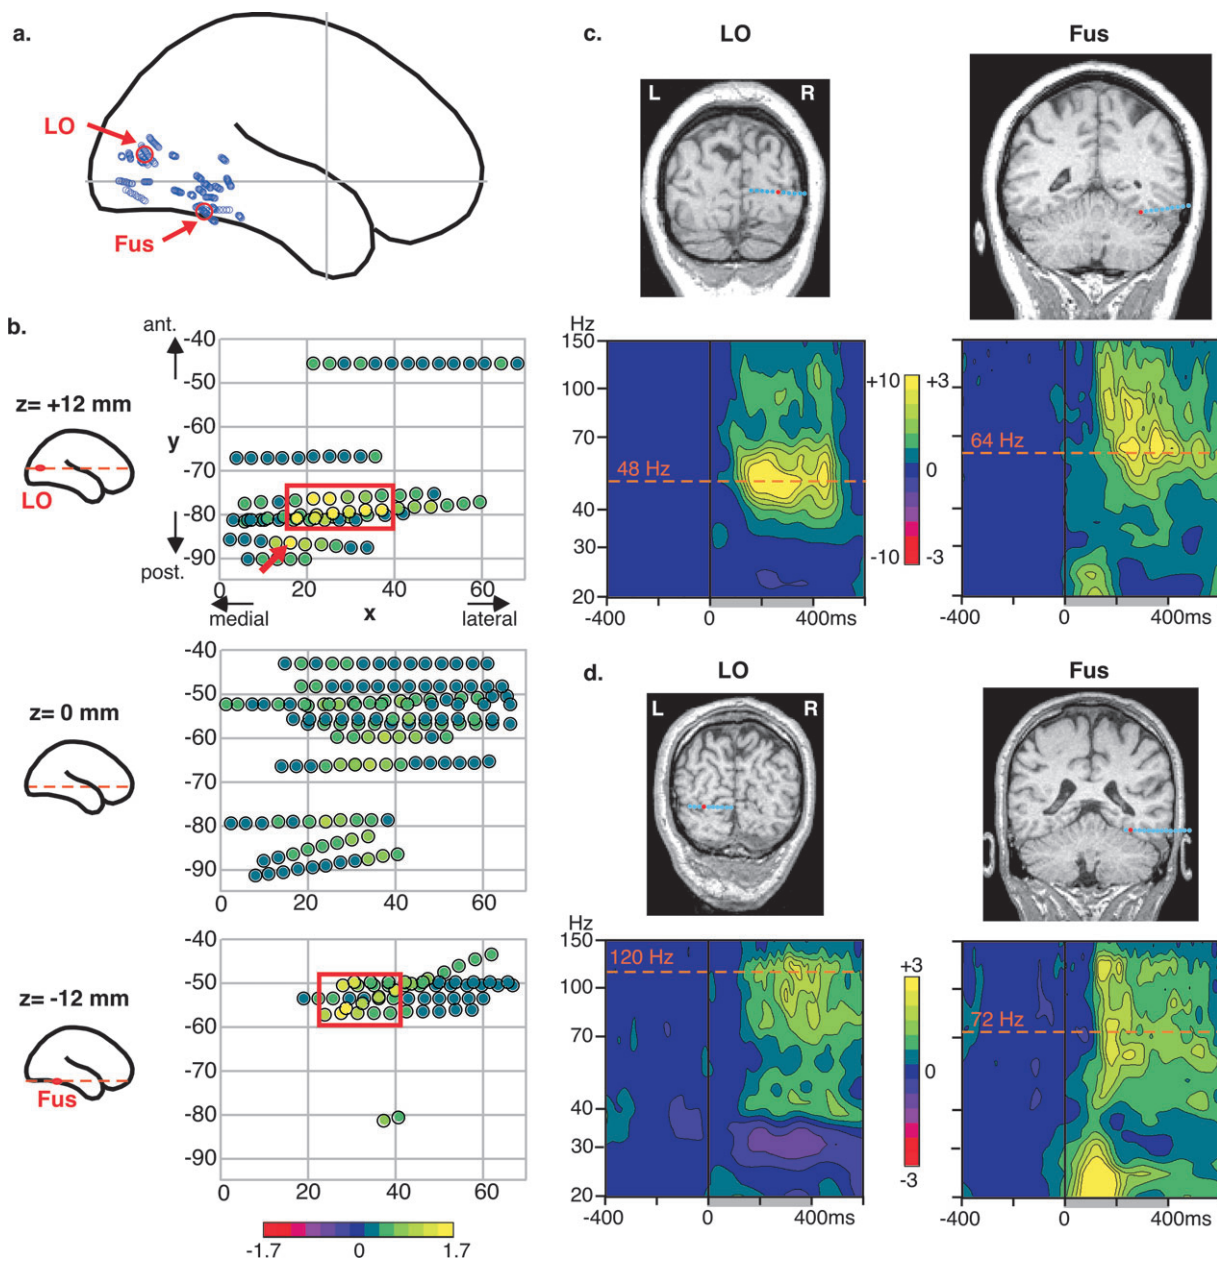 a.
LO
Fus
b.
ant.
y
post.
z= +12 mm
LO
-40
-50
-60
-70
-80
-90
0 20 40 60
medial x lateral
z= 0 mm
-40
-50
-60
-70
-80
-90
z= -12 mm
Fus
-40
-50
-60
-70
-80
-90
0 20 40 60
-1.7 0 1.7
c.
LO Fus
L R
Hz
150
100
70
48 Hz
40
30
20
-400 0 400ms
+10 +3
0
-10 -3
64 Hz
-400 0 400ms
d.
LO Fus
L R
Hz
150
120 Hz
100
70
40
30
20
-400 0 400ms
+3
0
-3
72 Hz
-400 0 400ms